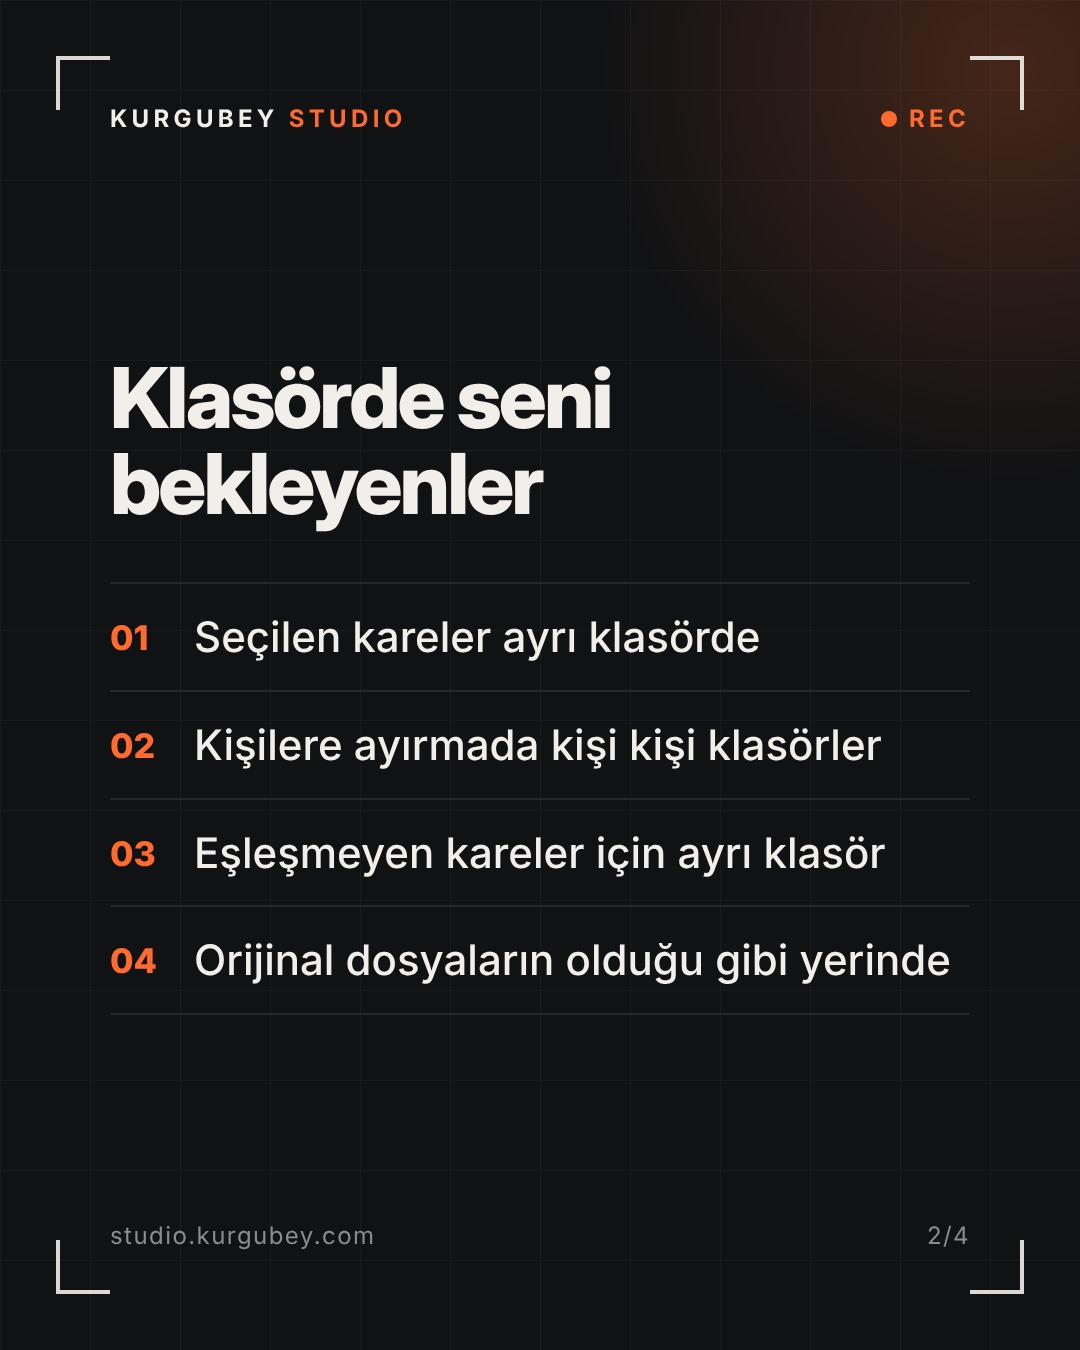 KURGUBEY STUDIO
REC
Klasörde seni
bekleyenler
01 Seçilen kareler ayrı klasörde
02 Kişilere ayırmada kişi kişi klasörler
03 Eşleşmeyen kareler için ayrı klasör
04 Orijinal dosyaların olduğu gibi yerinde
studio.kurgubey.com
2/4